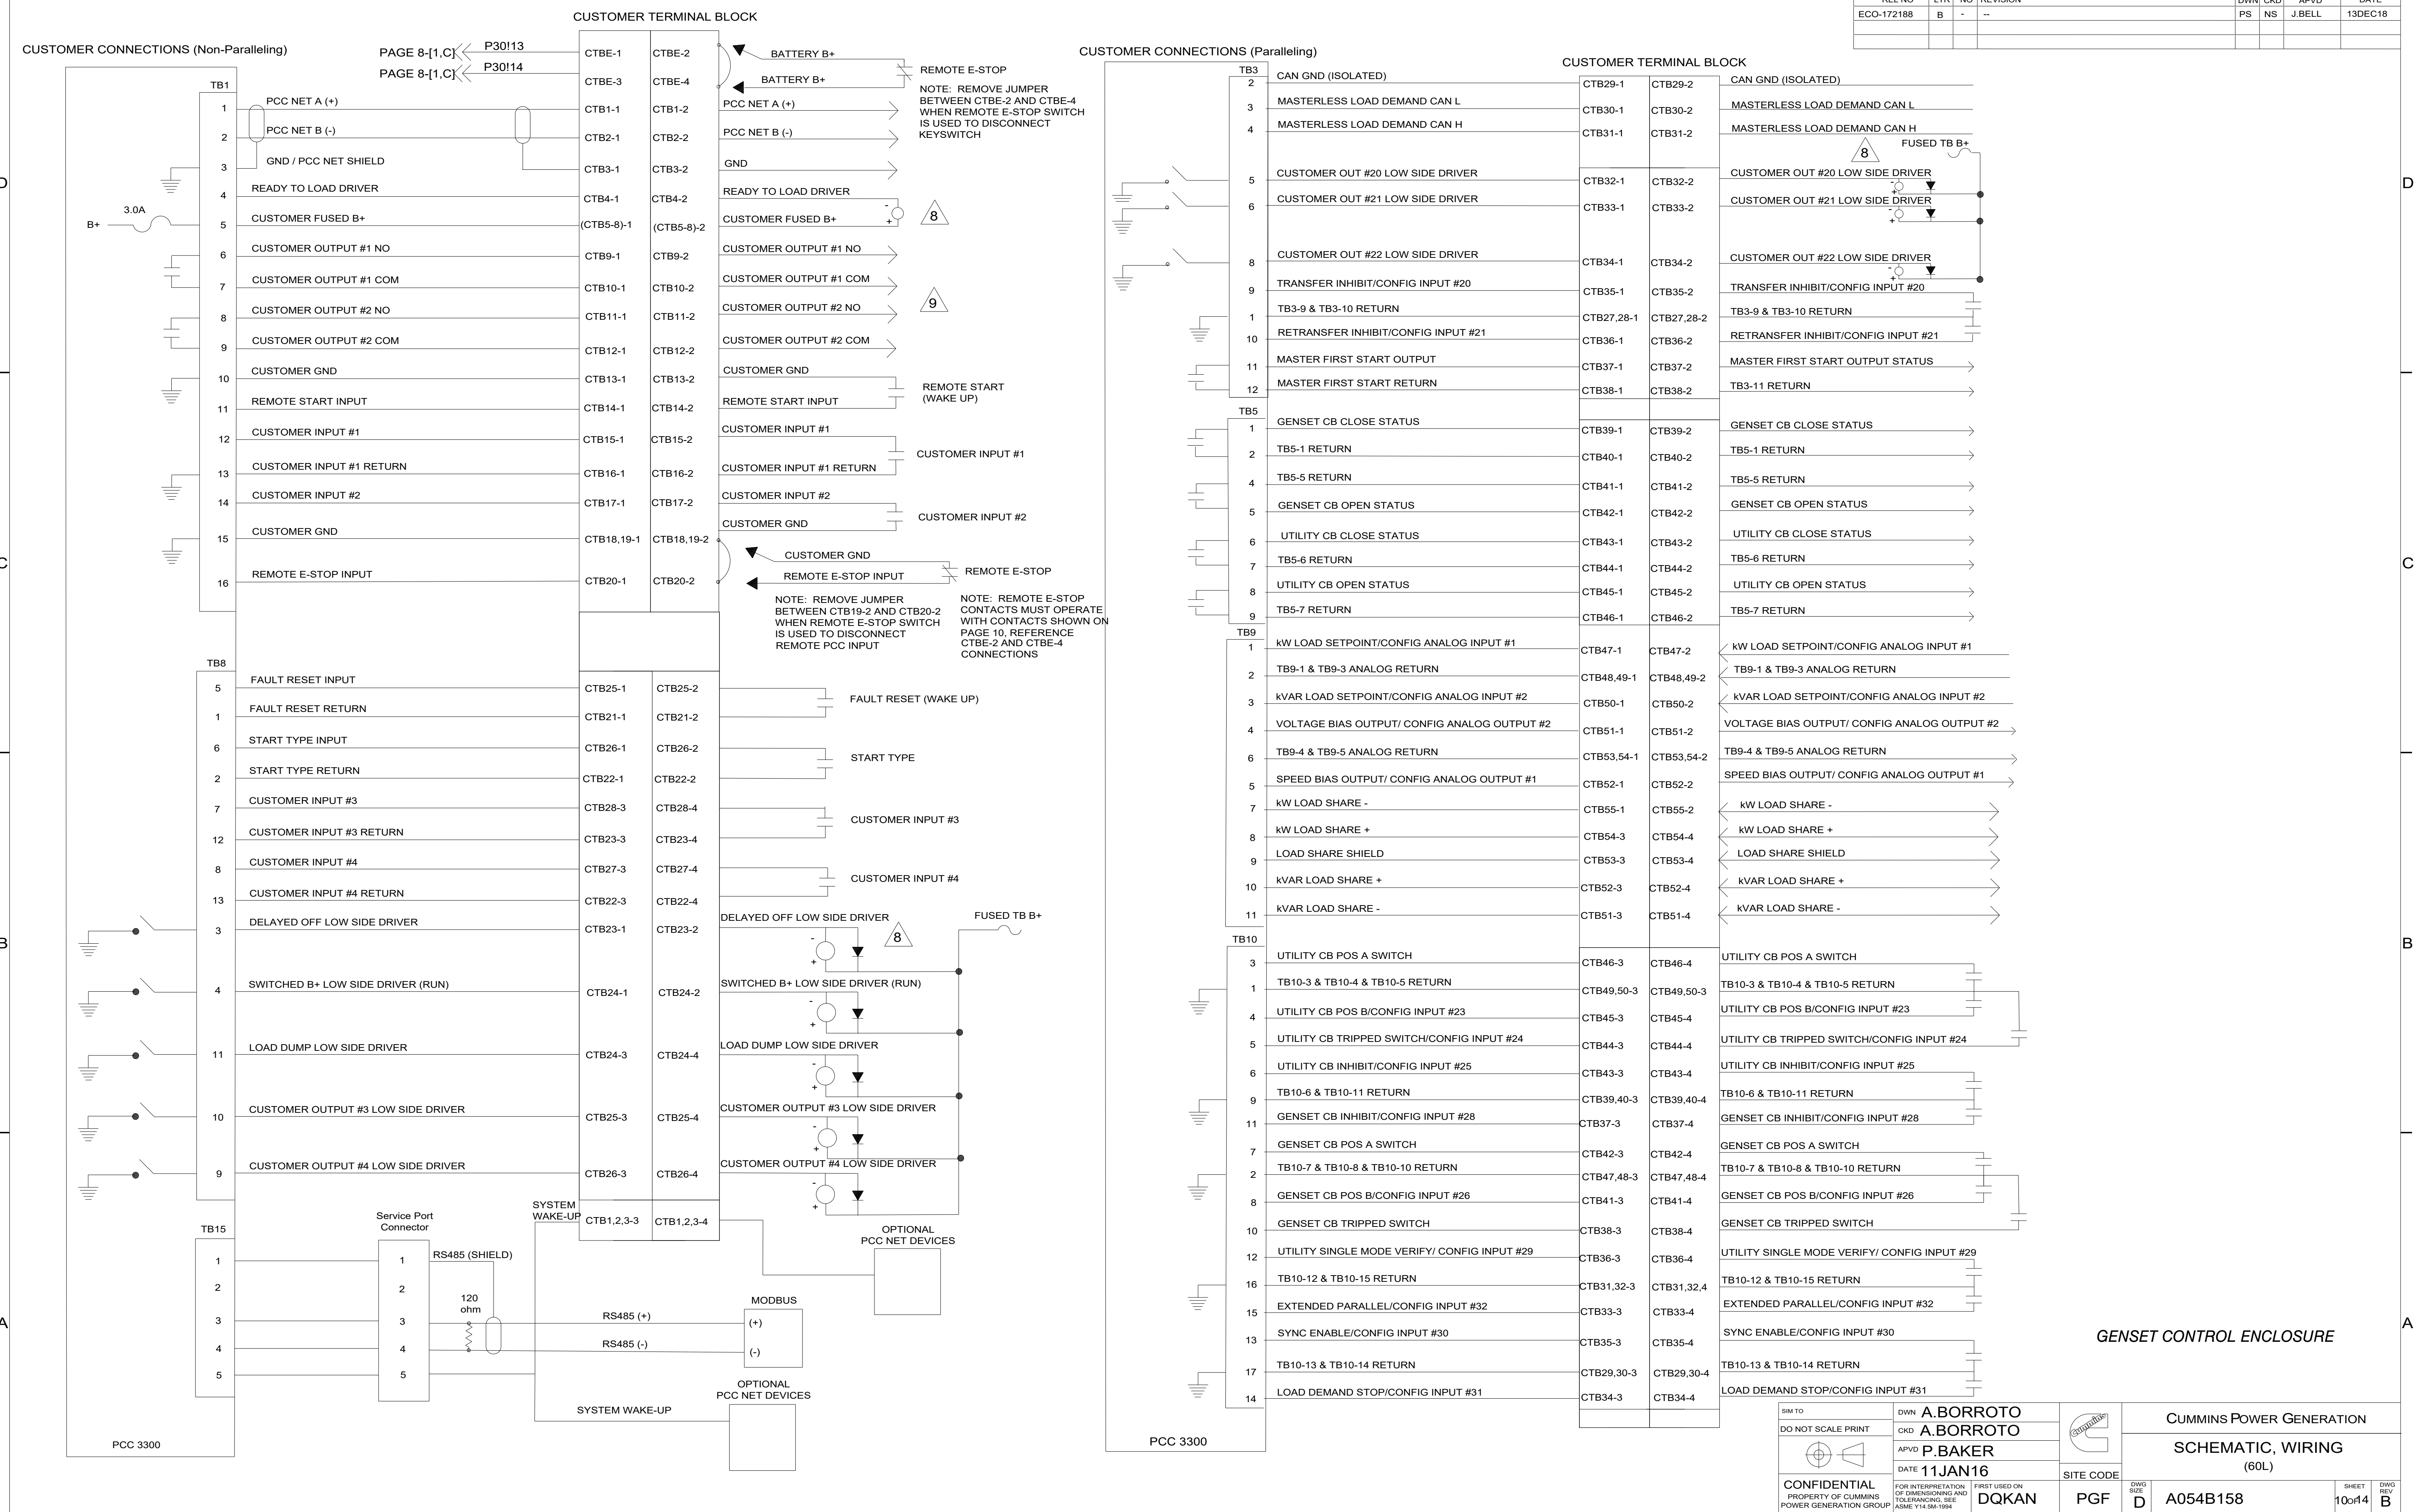 REL NO LTR NO REVISION DWN CKD APVD DATE
ECO-172188 B - -- PS NS J.BELL 13DEC18
CUSTOMER TERMINAL BLOCK
CUSTOMER CONNECTIONS (Non-Paralleling)
PAGE 8-[1,C] P30!13 CTBE-1 CTBE-2 BATTERY B+
PAGE 8-[1,C] P30!14 CTBE-3 CTBE-4 BATTERY B+
REMOTE E-STOP
NOTE: REMOVE JUMPER
BETWEEN CTBE-2 AND CTBE-4
WHEN REMOTE E-STOP SWITCH
IS USED TO DISCONNECT
KEYSWITCH
TB1
1 PCC NET A (+) CTB1-1 CTB1-2 PCC NET A (+)
2 PCC NET B (-) CTB2-1 CTB2-2 PCC NET B (-)
3 GND / PCC NET SHIELD CTB3-1 CTB3-2 GND
4 READY TO LOAD DRIVER CTB4-1 CTB4-2 READY TO LOAD DRIVER
B+ 3.0A 5 CUSTOMER FUSED B+ (CTB5-8)-1 (CTB5-8)-2 CUSTOMER FUSED B+ - + 8
6 CUSTOMER OUTPUT #1 NO CTB9-1 CTB9-2 CUSTOMER OUTPUT #1 NO
7 CUSTOMER OUTPUT #1 COM CTB10-1 CTB10-2 CUSTOMER OUTPUT #1 COM
9
8 CUSTOMER OUTPUT #2 NO CTB11-1 CTB11-2 CUSTOMER OUTPUT #2 NO
9 CUSTOMER OUTPUT #2 COM CTB12-1 CTB12-2 CUSTOMER OUTPUT #2 COM
10 CUSTOMER GND CTB13-1 CTB13-2 CUSTOMER GND
REMOTE START
(WAKE UP)
11 REMOTE START INPUT CTB14-1 CTB14-2 REMOTE START INPUT
12 CUSTOMER INPUT #1 CTB15-1 CTB15-2 CUSTOMER INPUT #1
CUSTOMER INPUT #1
13 CUSTOMER INPUT #1 RETURN CTB16-1 CTB16-2 CUSTOMER INPUT #1 RETURN
14 CUSTOMER INPUT #2 CTB17-1 CTB17-2 CUSTOMER INPUT #2
CUSTOMER INPUT #2
CUSTOMER GND
15 CUSTOMER GND CTB18,19-1 CTB18,19-2 CUSTOMER GND
REMOTE E-STOP
16 REMOTE E-STOP INPUT CTB20-1 CTB20-2 REMOTE E-STOP INPUT
NOTE: REMOVE JUMPER
BETWEEN CTB19-2 AND CTB20-2
WHEN REMOTE E-STOP SWITCH
IS USED TO DISCONNECT
REMOTE PCC INPUT
NOTE: REMOTE E-STOP
CONTACTS MUST OPERATE
WITH CONTACTS SHOWN ON
PAGE 10, REFERENCE
CTBE-2 AND CTBE-4
CONNECTIONS
TB8
5 FAULT RESET INPUT CTB25-1 CTB25-2
FAULT RESET (WAKE UP)
1 FAULT RESET RETURN CTB21-1 CTB21-2
6 START TYPE INPUT CTB26-1 CTB26-2
START TYPE
2 START TYPE RETURN CTB22-1 CTB22-2
7 CUSTOMER INPUT #3 CTB28-3 CTB28-4
CUSTOMER INPUT #3
12 CUSTOMER INPUT #3 RETURN CTB23-3 CTB23-4
8 CUSTOMER INPUT #4 CTB27-3 CTB27-4
CUSTOMER INPUT #4
13 CUSTOMER INPUT #4 RETURN CTB22-3 CTB22-4
3 DELAYED OFF LOW SIDE DRIVER CTB23-1 CTB23-2 DELAYED OFF LOW SIDE DRIVER - + 8 FUSED TB B+
4 SWITCHED B+ LOW SIDE DRIVER (RUN) CTB24-1 CTB24-2 SWITCHED B+ LOW SIDE DRIVER (RUN) - +
11 LOAD DUMP LOW SIDE DRIVER CTB24-3 CTB24-4 LOAD DUMP LOW SIDE DRIVER - +
10 CUSTOMER OUTPUT #3 LOW SIDE DRIVER CTB25-3 CTB25-4 CUSTOMER OUTPUT #3 LOW SIDE DRIVER - +
9 CUSTOMER OUTPUT #4 LOW SIDE DRIVER CTB26-3 CTB26-4 CUSTOMER OUTPUT #4 LOW SIDE DRIVER - +
SYSTEM
WAKE-UP CTB1,2,3-3 CTB1,2,3-4
OPTIONAL
PCC NET DEVICES
TB15
Service Port
Connector
1 1 RS485 (SHIELD)
2 2
120
ohm
MODBUS
3 3 RS485 (+) (+)
4 4 RS485 (-) (-)
5 5
OPTIONAL
PCC NET DEVICES
SYSTEM WAKE-UP
PCC 3300
CUSTOMER CONNECTIONS (Paralleling)
CUSTOMER TERMINAL BLOCK
TB3
2 CAN GND (ISOLATED) CTB29-1 CTB29-2 CAN GND (ISOLATED)
3 MASTERLESS LOAD DEMAND CAN L CTB30-1 CTB30-2 MASTERLESS LOAD DEMAND CAN L
4 MASTERLESS LOAD DEMAND CAN H CTB31-1 CTB31-2 MASTERLESS LOAD DEMAND CAN H
8 FUSED TB B+
5 CUSTOMER OUT #20 LOW SIDE DRIVER CTB32-1 CTB32-2 CUSTOMER OUT #20 LOW SIDE DRIVER - +
6 CUSTOMER OUT #21 LOW SIDE DRIVER CTB33-1 CTB33-2 CUSTOMER OUT #21 LOW SIDE DRIVER - +
8 CUSTOMER OUT #22 LOW SIDE DRIVER CTB34-1 CTB34-2 CUSTOMER OUT #22 LOW SIDE DRIVER - +
9 TRANSFER INHIBIT/CONFIG INPUT #20 CTB35-1 CTB35-2 TRANSFER INHIBIT/CONFIG INPUT #20
1 TB3-9 & TB3-10 RETURN CTB27,28-1 CTB27,28-2 TB3-9 & TB3-10 RETURN
10 RETRANSFER INHIBIT/CONFIG INPUT #21 CTB36-1 CTB36-2 RETRANSFER INHIBIT/CONFIG INPUT #21
11 MASTER FIRST START OUTPUT CTB37-1 CTB37-2 MASTER FIRST START OUTPUT STATUS
12 MASTER FIRST START RETURN CTB38-1 CTB38-2 TB3-11 RETURN
TB5
1 GENSET CB CLOSE STATUS CTB39-1 CTB39-2 GENSET CB CLOSE STATUS
2 TB5-1 RETURN CTB40-1 CTB40-2 TB5-1 RETURN
4 TB5-5 RETURN CTB41-1 CTB41-2 TB5-5 RETURN
5 GENSET CB OPEN STATUS CTB42-1 CTB42-2 GENSET CB OPEN STATUS
6 UTILITY CB CLOSE STATUS CTB43-1 CTB43-2 UTILITY CB CLOSE STATUS
7 TB5-6 RETURN CTB44-1 CTB44-2 TB5-6 RETURN
8 UTILITY CB OPEN STATUS CTB45-1 CTB45-2 UTILITY CB OPEN STATUS
9 TB5-7 RETURN CTB46-1 CTB46-2 TB5-7 RETURN
TB9
1 kW LOAD SETPOINT/CONFIG ANALOG INPUT #1 CTB47-1 CTB47-2 kW LOAD SETPOINT/CONFIG ANALOG INPUT #1
2 TB9-1 & TB9-3 ANALOG RETURN CTB48,49-1 CTB48,49-2 TB9-1 & TB9-3 ANALOG RETURN
3 kVAR LOAD SETPOINT/CONFIG ANALOG INPUT #2 CTB50-1 CTB50-2 kVAR LOAD SETPOINT/CONFIG ANALOG INPUT #2
4 VOLTAGE BIAS OUTPUT/ CONFIG ANALOG OUTPUT #2 CTB51-1 CTB51-2 VOLTAGE BIAS OUTPUT/ CONFIG ANALOG OUTPUT #2
6 TB9-4 & TB9-5 ANALOG RETURN CTB53,54-1 CTB53,54-2 TB9-4 & TB9-5 ANALOG RETURN
5 SPEED BIAS OUTPUT/ CONFIG ANALOG OUTPUT #1 CTB52-1 CTB52-2 SPEED BIAS OUTPUT/ CONFIG ANALOG OUTPUT #1
7 kW LOAD SHARE - CTB55-1 CTB55-2 kW LOAD SHARE -
8 kW LOAD SHARE + CTB54-3 CTB54-4 kW LOAD SHARE +
9 LOAD SHARE SHIELD CTB53-3 CTB53-4 LOAD SHARE SHIELD
10 kVAR LOAD SHARE + CTB52-3 CTB52-4 kVAR LOAD SHARE +
11 kVAR LOAD SHARE - CTB51-3 CTB51-4 kVAR LOAD SHARE -
TB10
3 UTILITY CB POS A SWITCH CTB46-3 CTB46-4 UTILITY CB POS A SWITCH
1 TB10-3 & TB10-4 & TB10-5 RETURN CTB49,50-3 CTB49,50-3 TB10-3 & TB10-4 & TB10-5 RETURN
4 UTILITY CB POS B/CONFIG INPUT #23 CTB45-3 CTB45-4 UTILITY CB POS B/CONFIG INPUT #23
5 UTILITY CB TRIPPED SWITCH/CONFIG INPUT #24 CTB44-3 CTB44-4 UTILITY CB TRIPPED SWITCH/CONFIG INPUT #24
6 UTILITY CB INHIBIT/CONFIG INPUT #25 CTB43-3 CTB43-4 UTILITY CB INHIBIT/CONFIG INPUT #25
9 TB10-6 & TB10-11 RETURN CTB39,40-3 CTB39,40-4 TB10-6 & TB10-11 RETURN
11 GENSET CB INHIBIT/CONFIG INPUT #28 CTB37-3 CTB37-4 GENSET CB INHIBIT/CONFIG INPUT #28
7 GENSET CB POS A SWITCH CTB42-3 CTB42-4 GENSET CB POS A SWITCH
2 TB10-7 & TB10-8 & TB10-10 RETURN CTB47,48-3 CTB47,48-4 TB10-7 & TB10-8 & TB10-10 RETURN
8 GENSET CB POS B/CONFIG INPUT #26 CTB41-3 CTB41-4 GENSET CB POS B/CONFIG INPUT #26
10 GENSET CB TRIPPED SWITCH CTB38-3 CTB38-4 GENSET CB TRIPPED SWITCH
12 UTILITY SINGLE MODE VERIFY/ CONFIG INPUT #29 CTB36-3 CTB36-4 UTILITY SINGLE MODE VERIFY/ CONFIG INPUT #29
16 TB10-12 & TB10-15 RETURN CTB31,32-3 CTB31,32,4 TB10-12 & TB10-15 RETURN
15 EXTENDED PARALLEL/CONFIG INPUT #32 CTB33-3 CTB33-4 EXTENDED PARALLEL/CONFIG INPUT #32
13 SYNC ENABLE/CONFIG INPUT #30 CTB35-3 CTB35-4 SYNC ENABLE/CONFIG INPUT #30
17 TB10-13 & TB10-14 RETURN CTB29,30-3 CTB29,30-4 TB10-13 & TB10-14 RETURN
14 LOAD DEMAND STOP/CONFIG INPUT #31 CTB34-3 CTB34-4 LOAD DEMAND STOP/CONFIG INPUT #31
PCC 3300
D D
C C
B B
A A
GENSET CONTROL ENCLOSURE
SIM TO
DO NOT SCALE PRINT
CONFIDENTIAL
PROPERTY OF CUMMINS
POWER GENERATION GROUP
DWN A.BORROTO
CKD A.BORROTO
APVD P.BAKER
DATE 11JAN16
FOR INTERPRETATION
OF DIMENSIONING AND
TOLERANCING, SEE
ASME Y14.5M-1994
FIRST USED ON
DQKAN
Cummins
SITE CODE
PGF
CUMMINS POWER GENERATION
SCHEMATIC, WIRING
(60L)
DWG
SIZE
D
A054B158
SHEET
10 OF 14
DWG
REV
B